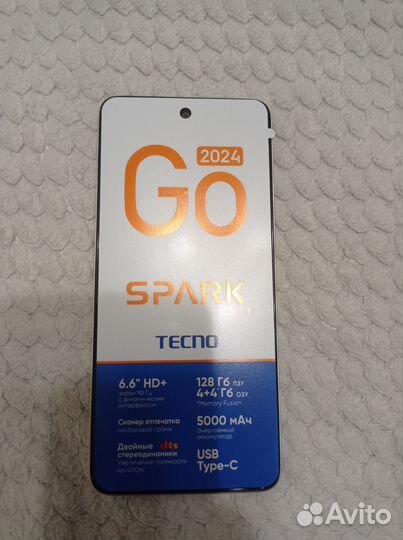 2024
Go
SPARK
TECNO
6.6" HD+
экран 90 Гц
с динамическим
интерфейсом
128 Гб ПЗУ
4+4 Гб ОЗУ
"Memory Fusion"
Сканер отпечатка
на боковой грани
5000 мАч
Энергоемкий
аккумулятор
Двойные dts
стереодинамики
Увеличение громкости
на 400%
USB
Type-C
Avito